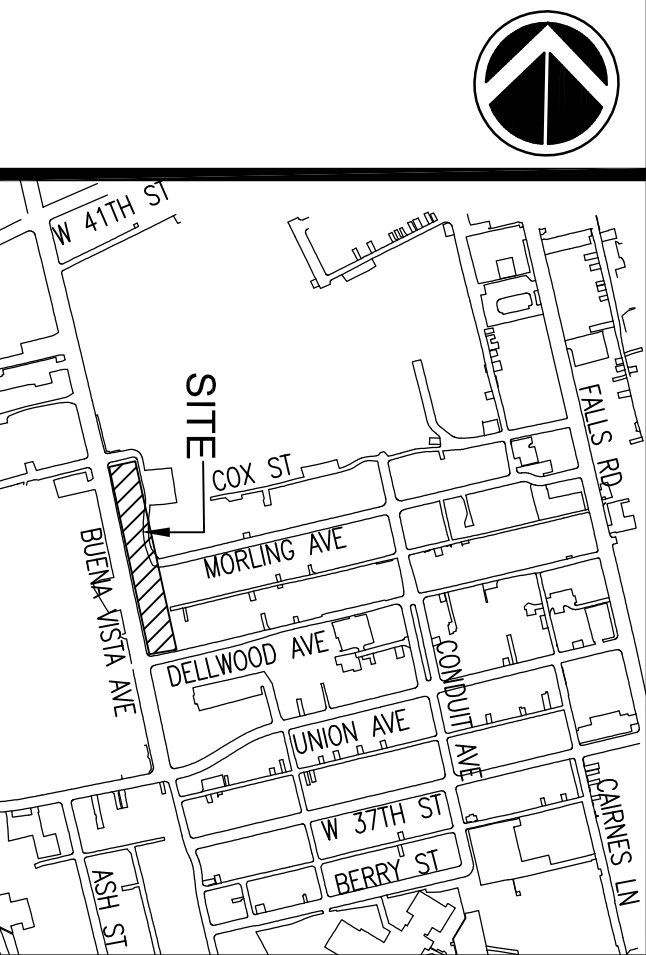 W 41TH ST
SITE
FALLS RD
COX ST
MORLING AVE
BUENA VISTA AVE
DELLWOOD AVE
CONDUIT AVE
UNION AVE
CAIRNES LN
W 37TH ST
BERRY ST
ASH ST